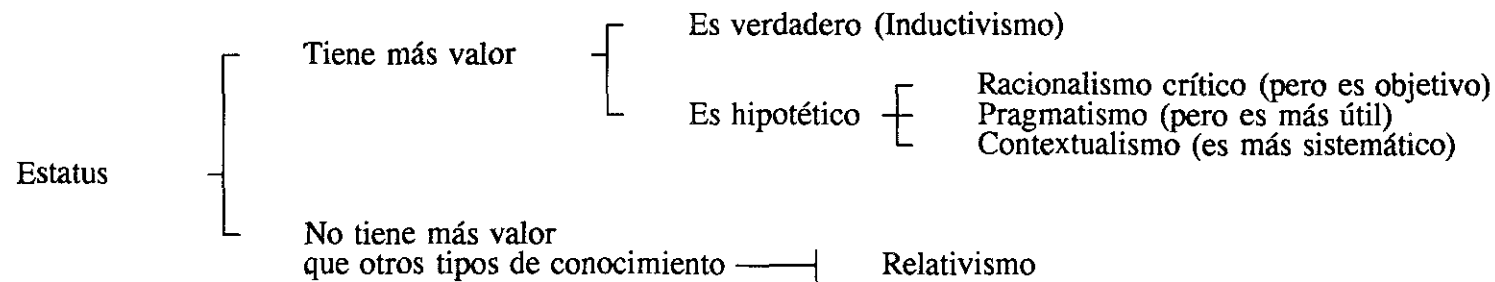 Es verdadero (Inductivismo)
Tiene más valor
Racionalismo crítico (pero es objetivo)
Es hipotético
Pragmatismo (pero es más útil)
Contextualismo (es más sistemático)
Estatus
No tiene más valor
que otros tipos de conocimiento
Relativismo